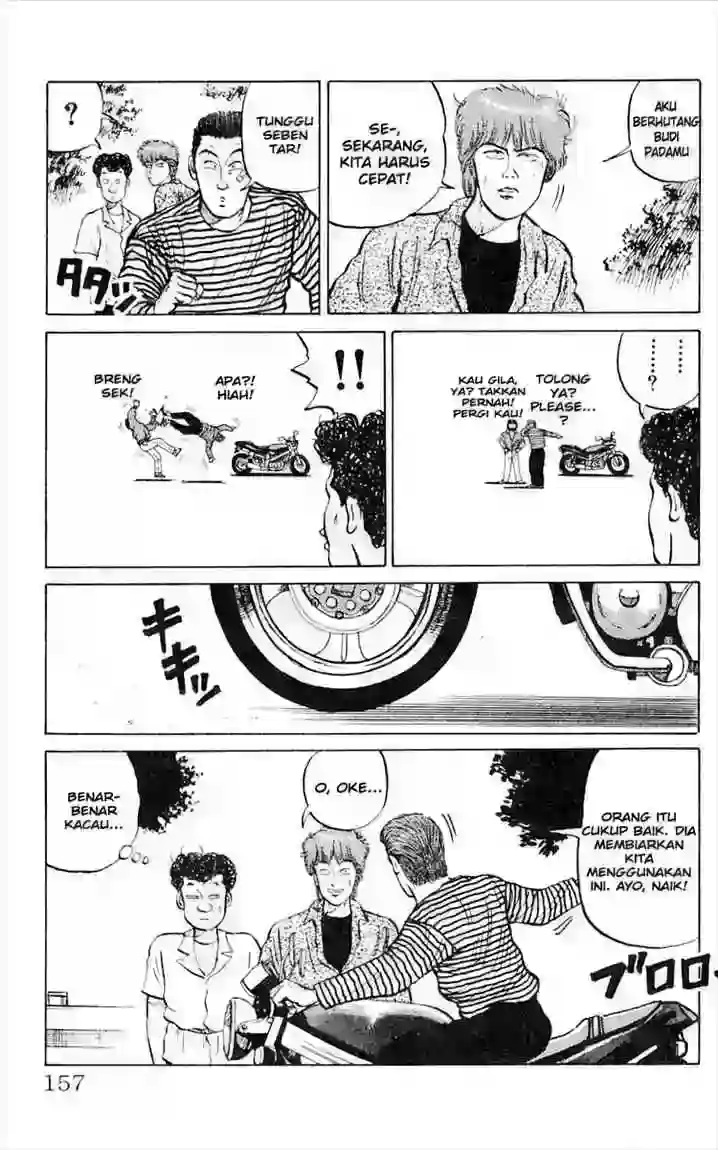 AKU
BERHUTANG
BUDI
PADAMU
SE-,
SEKARANG,
KITA HARUS
CEPAT!
TUNGGU
SEBEN
TAR!
?
タタッ
......
......
?
TOLONG
YA?
PLEASE...
?
KAU GILA,
YA? TAKKAN
PERNAH!
PERGI KAU!
!!
APA?!
HIAH!
BRENG
SEK!
キキッ
ORANG ITU
CUKUP BAIK. DIA
MEMBIARKAN
KITA
MENGGUNAKAN
INI. AYO, NAIK!
O, OKE...
BENAR-
BENAR
KACAU...
ブロロ
157